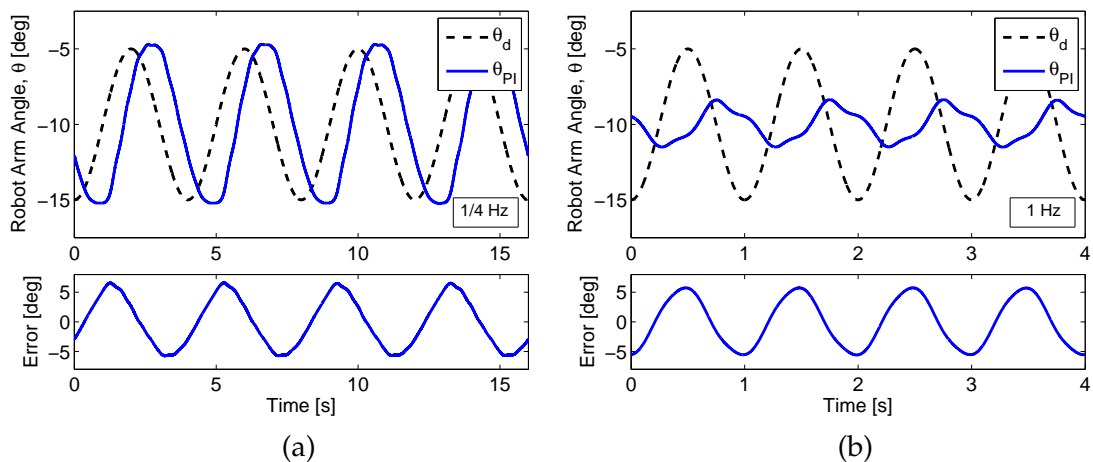 Robot Arm Angle, θ [deg]
−5
−10
−15
θd
θPI
1/4 Hz
0 5 10 15
Error [deg]
5
0
−5
0 5 10 15
Time [s]
(a)
Robot Arm Angle, θ [deg]
−5
−10
−15
θd
θPI
1 Hz
0 1 2 3 4
Error [deg]
5
0
−5
0 1 2 3 4
Time [s]
(b)